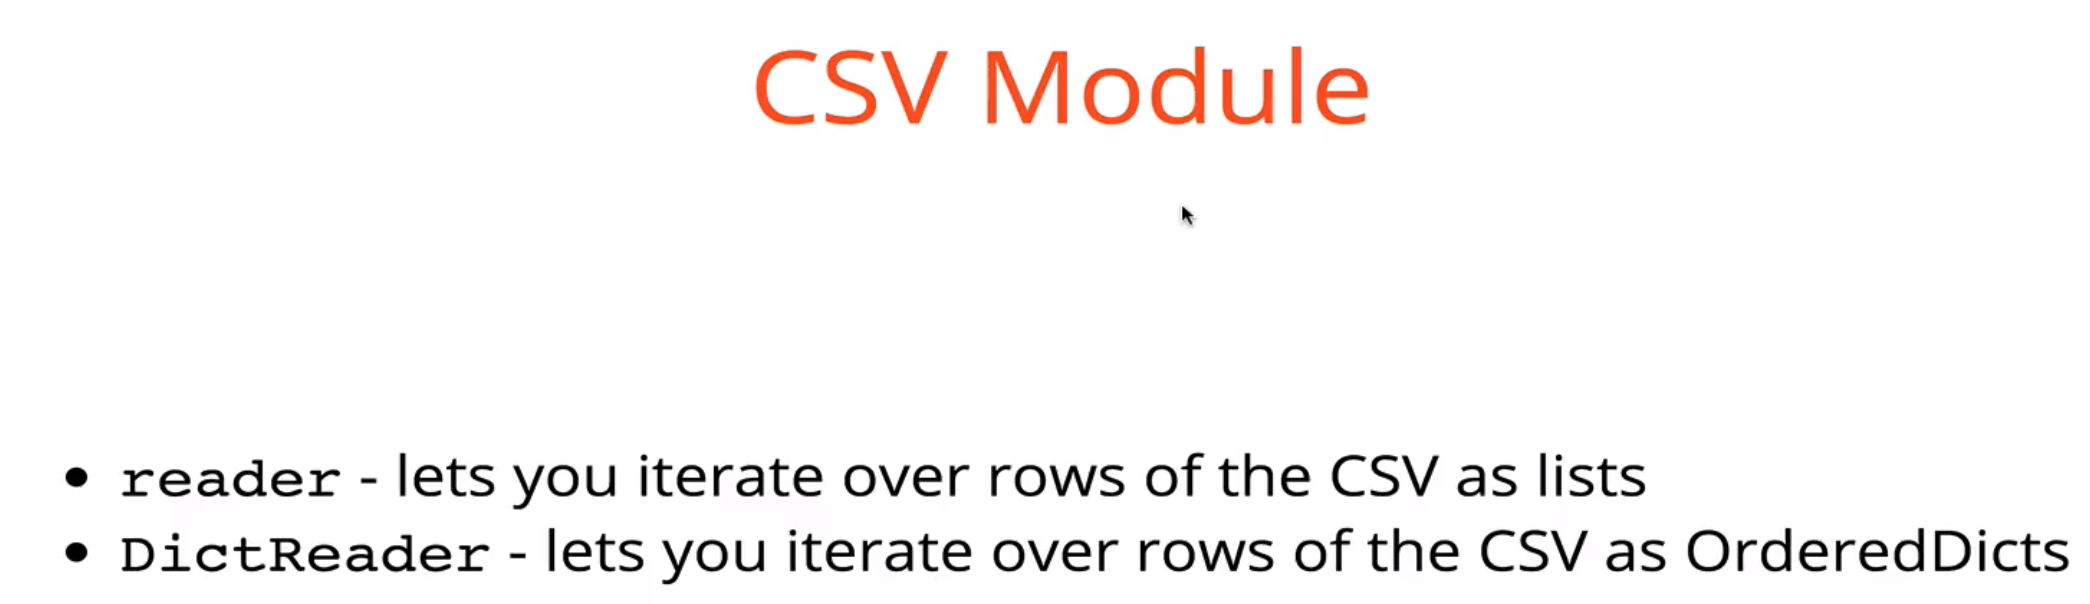 CSV Module
• reader - lets you iterate over rows of the CSV as lists
• DictReader - lets you iterate over rows of the CSV as OrderedDicts